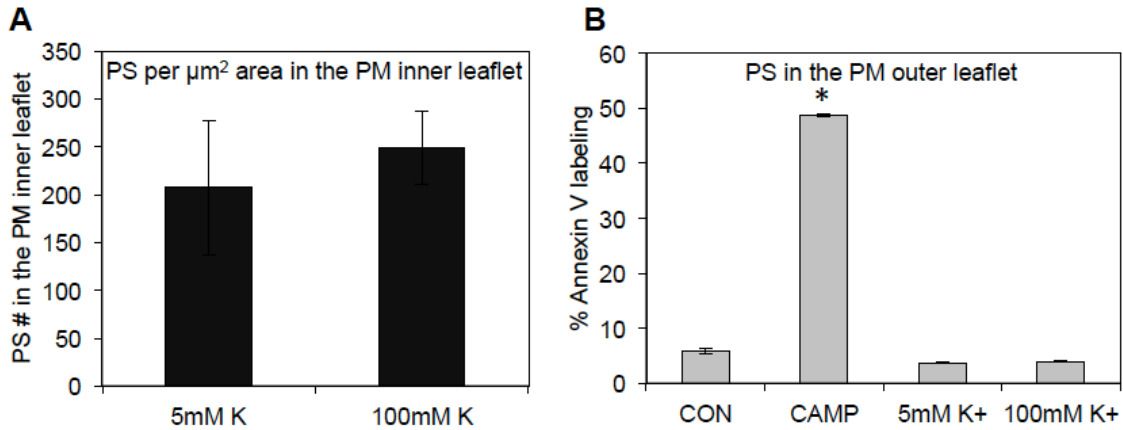 A
PS # in the PM inner leaflet
350
300
250
200
150
100
50
0
PS per µm² area in the PM inner leaflet
5mM K
100mM K
B
% Annexin V labeling
60
50
40
30
20
10
0
PS in the PM outer leaflet
*
CON
CAMP
5mM K+
100mM K+